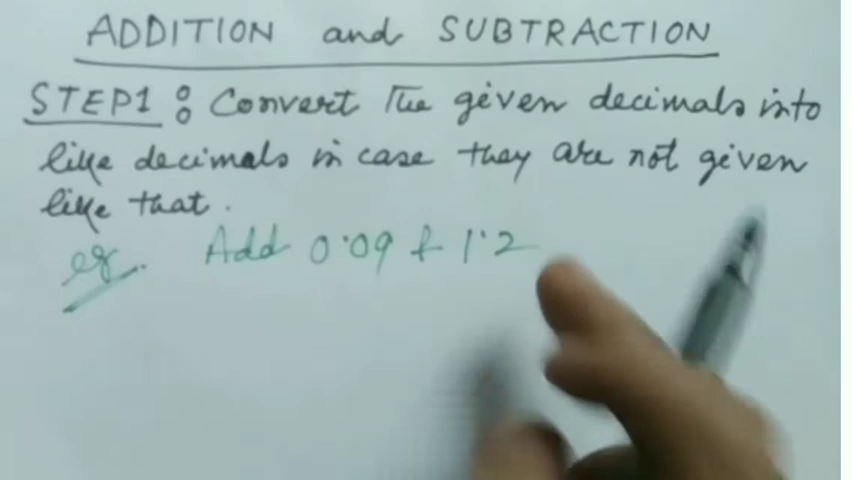 ADDITION and SUBTRACTION
STEP1 : Convert The given decimals into
like decimals in case they are not given
like that.
eg. Add 0.09 & 1.2